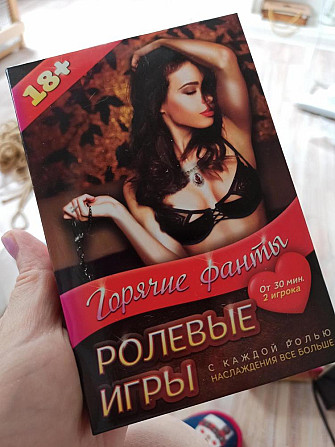 18+
Горячие фанты
От 30 мин.
2 игрока
РОЛЕВЫЕ
ИГРЫ
С КАЖДОЙ РОЛЬЮ
НАСЛАЖДЕНИЯ ВСЕ БОЛЬШЕ